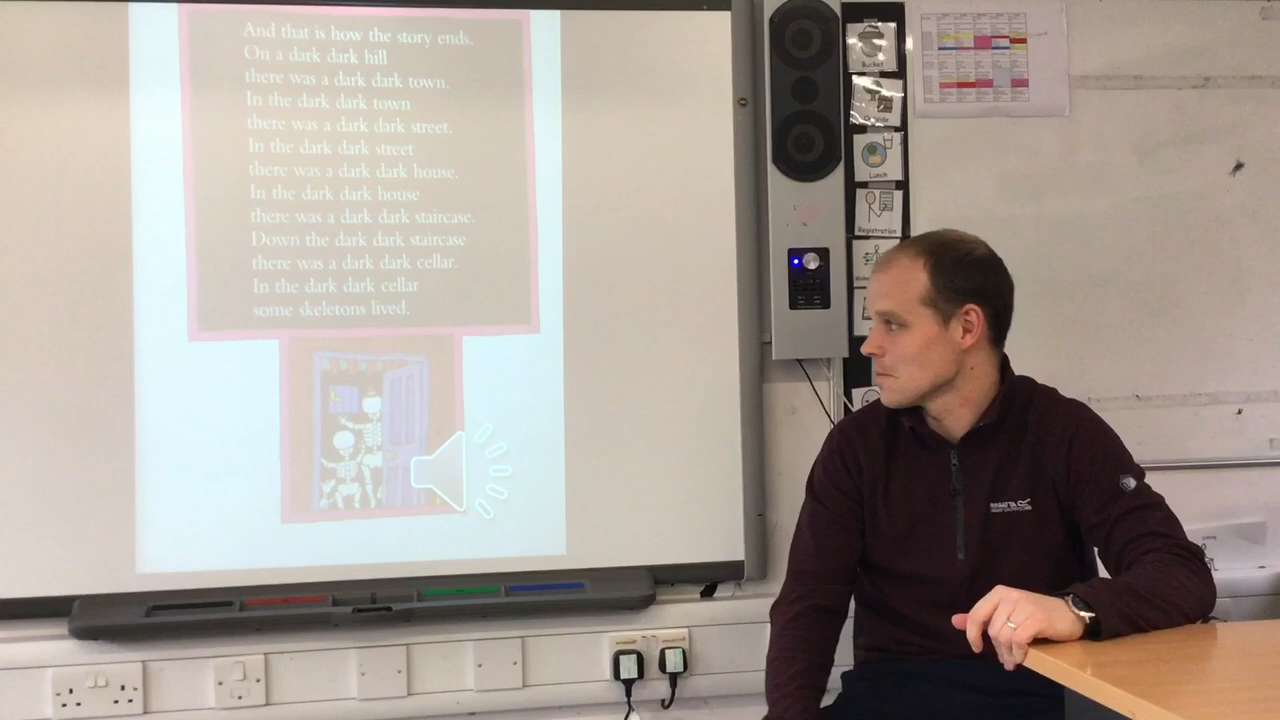 And that is how the story ends.
On a dark dark hill
there was a dark dark town.
In the dark dark town
there was a dark dark street.
In the dark dark street
there was a dark dark house.
In the dark dark house
there was a dark dark staircase.
Down the dark dark staircase
there was a dark dark cellar.
In the dark dark cellar
some skeletons lived.
Bucket
Outside
Lunch
Registration
REGATTA